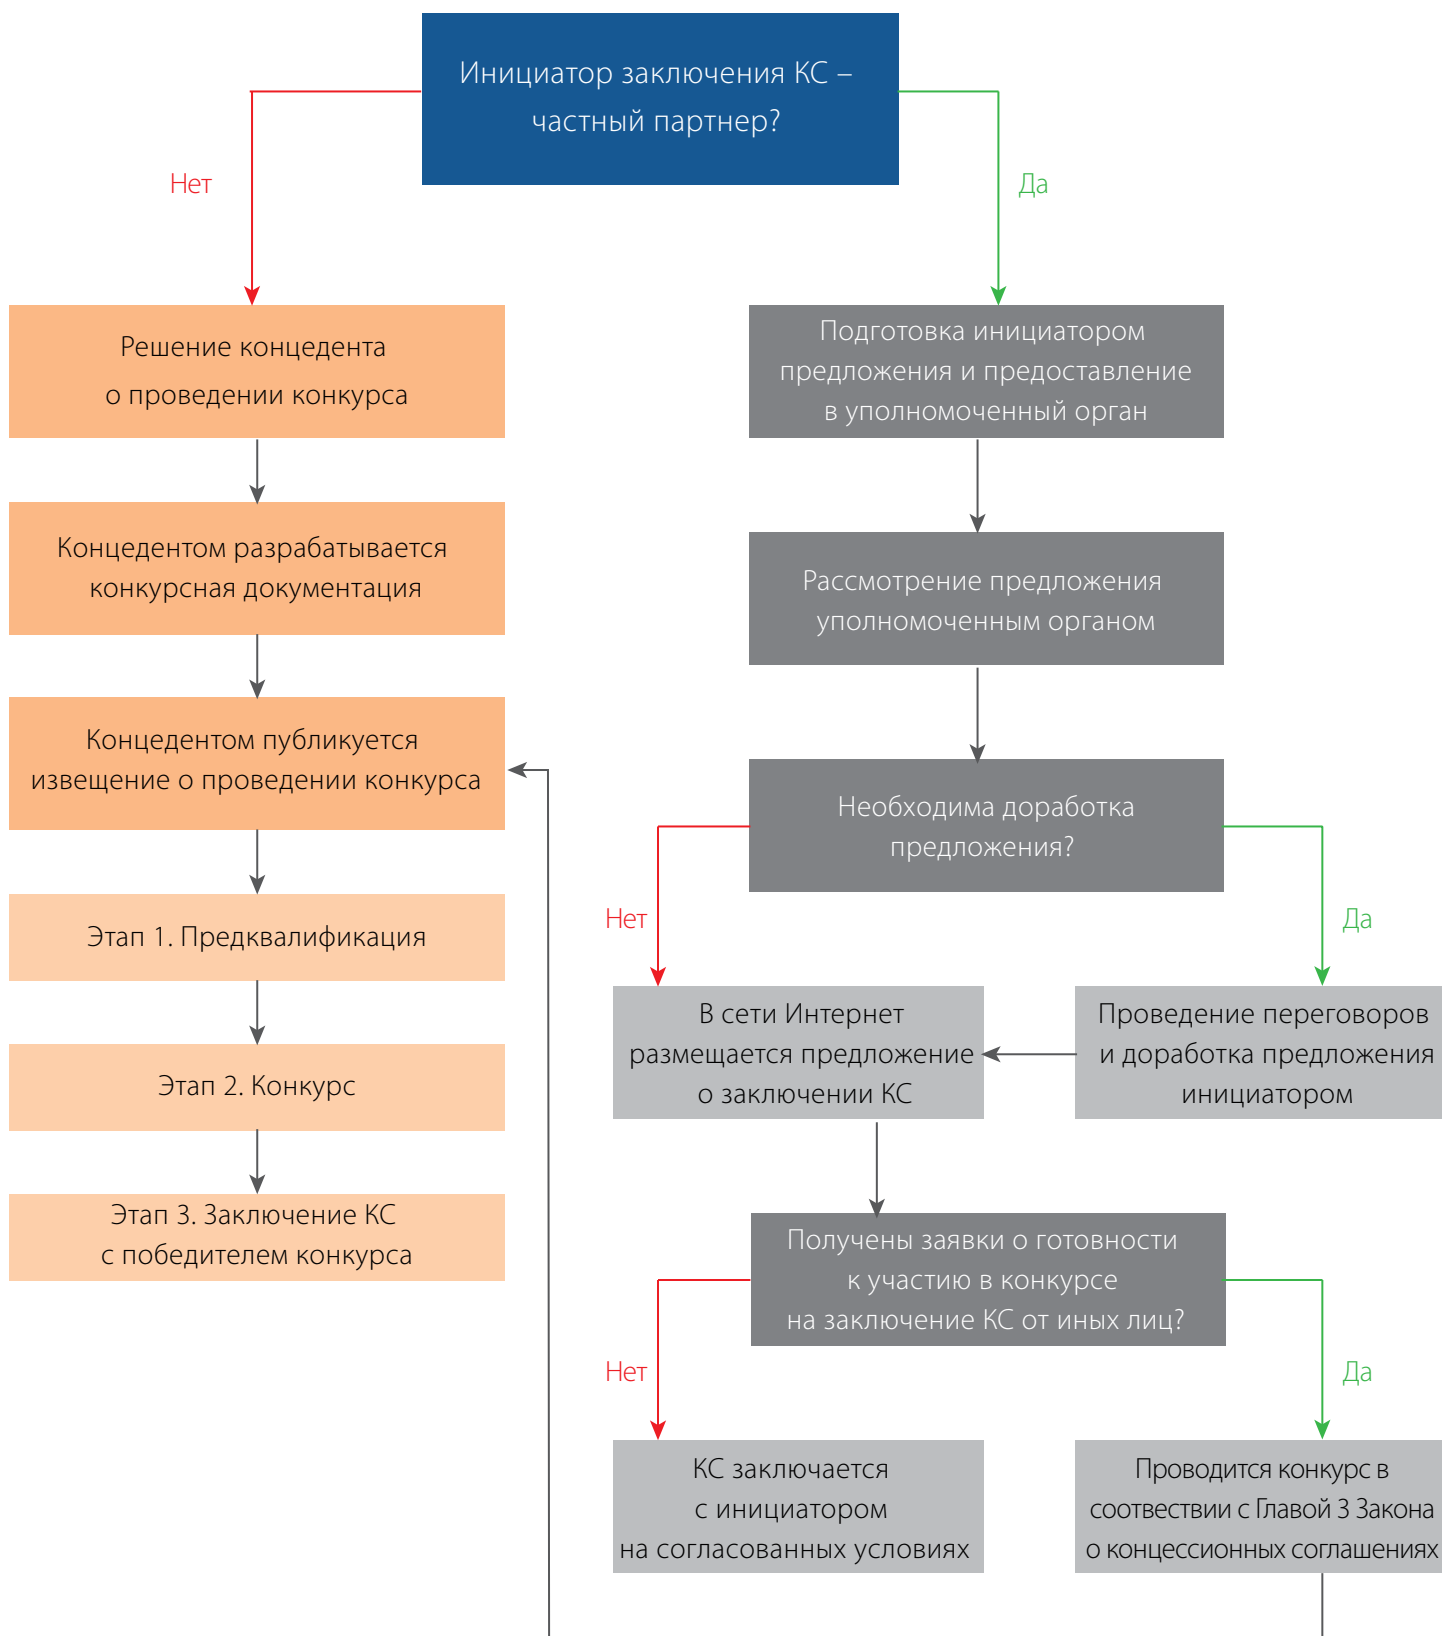 Инициатор заключения КС –
частный партнер?
Нет
Да
Решение концедента
о проведении конкурса
Концедентом разрабатывается
конкурсная документация
Концедентом публикуется
извещение о проведении конкурса
Этап 1. Предквалификация
Этап 2. Конкурс
Этап 3. Заключение КС
с победителем конкурса
Подготовка инициатором
предложения и предоставление
в уполномоченный орган
Рассмотрение предложения
уполномоченным органом
Необходима доработка
предложения?
Нет
Да
В сети Интернет
размещается предложение
о заключении КС
Проведение переговоров
и доработка предложения
инициатором
Получены заявки о готовности
к участию в конкурсе
на заключение КС от иных лиц?
Нет
Да
КС заключается
с инициатором
на согласованных условиях
Проводится конкурс в
соотвествии с Главой 3 Закона
о концессионных соглашениях